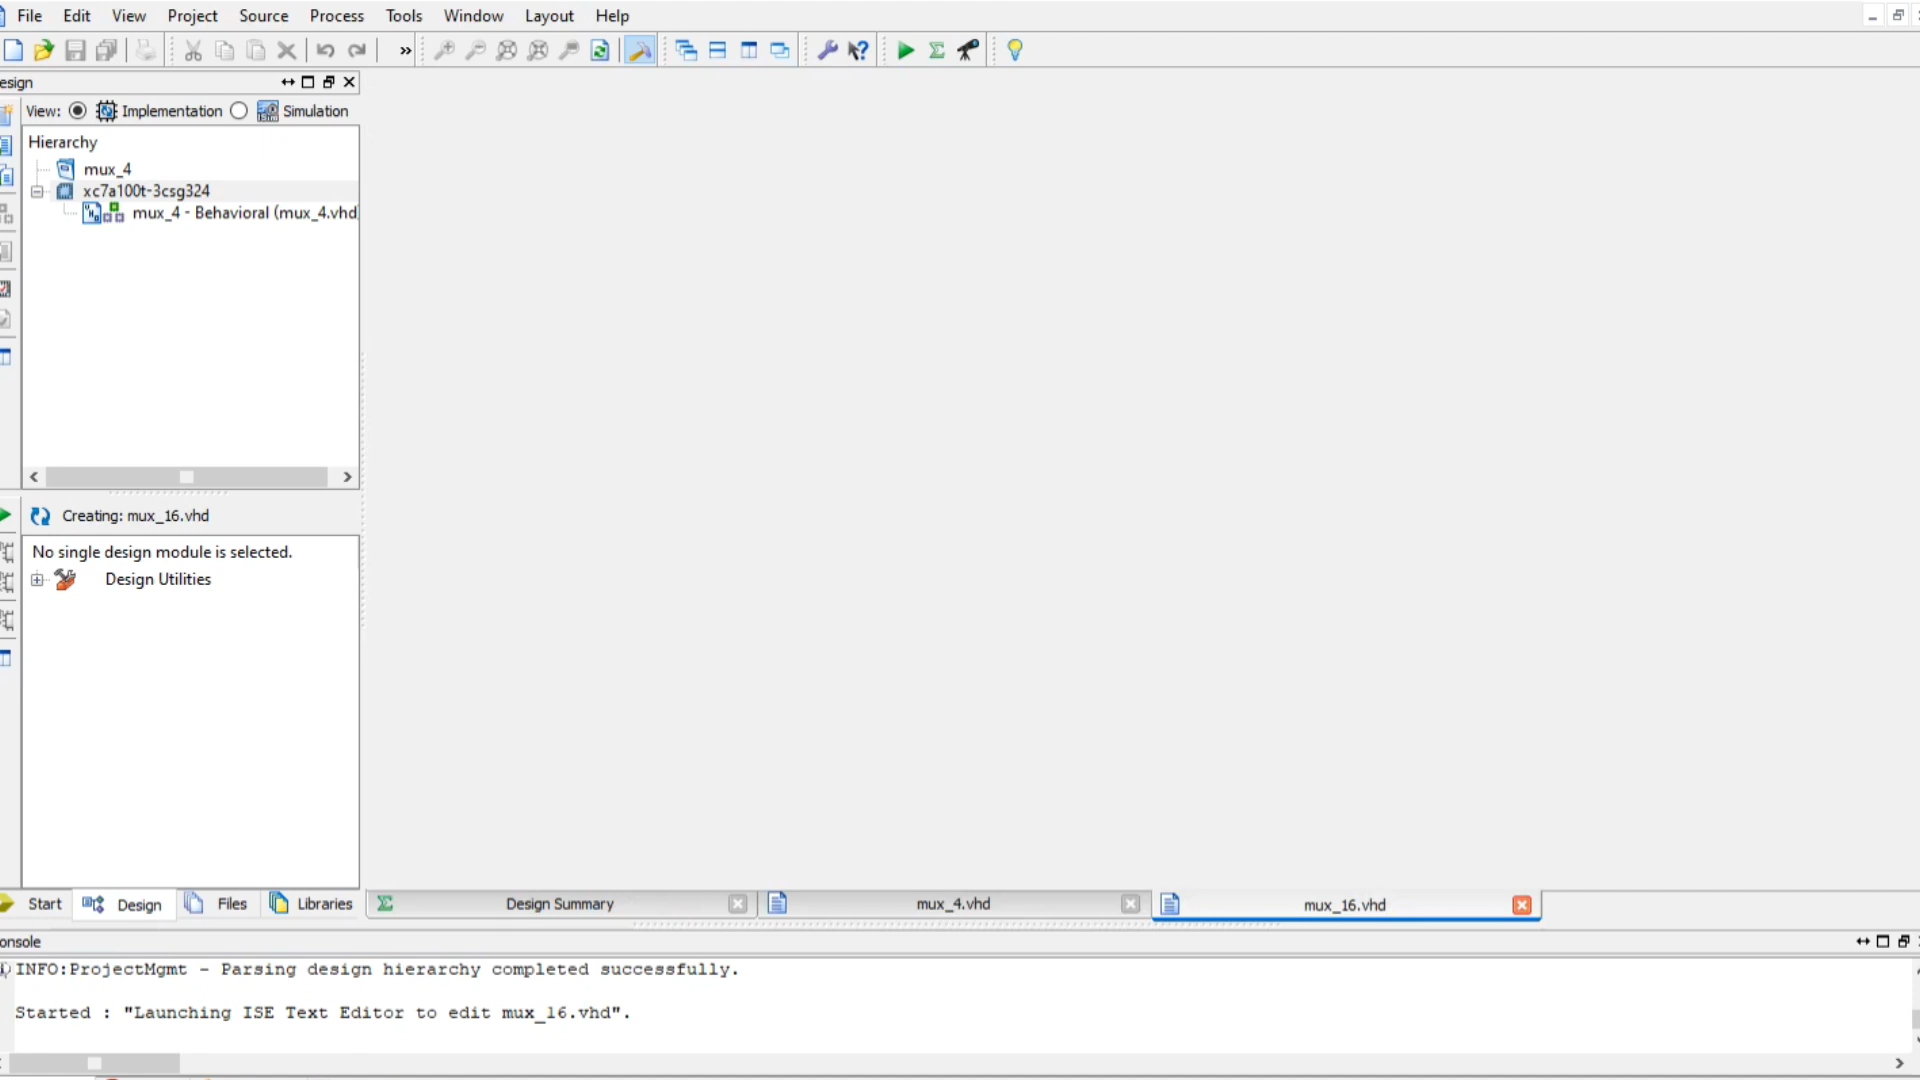 File Edit View Project Source Process Tools Window Layout Help
»
esign
View: Implementation Simulation
Hierarchy
mux_4
xc7a100t-3csg324
mux_4 - Behavioral (mux_4.vhd
Creating: mux_16.vhd
No single design module is selected.
Design Utilities
Start Design Files Libraries Design Summary mux_4.vhd mux_16.vhd
onsole
INFO:ProjectMgmt - Parsing design hierarchy completed successfully.
Started : "Launching ISE Text Editor to edit mux_16.vhd".